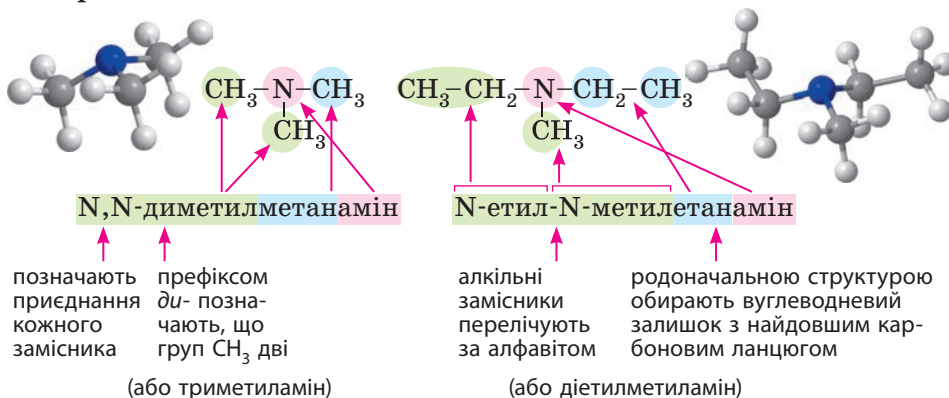 CH₃–N–CH₃
CH₃
N,N-диметилметанамін
позначають
приєднання
кожного
замісника
префіксом
ди- позна-
чають, що
груп CH₃ дві
(або триметиламін)
CH₃–CH₂–N–CH₂–CH₃
CH₃
N-етил-N-метилетанамін
алкільні
замісники
перелічують
за алфавітом
родоначальною структурою
обирають вуглеводневий
залишок з найдовшим кар-
боновим ланцюгом
(або діетилметиламін)